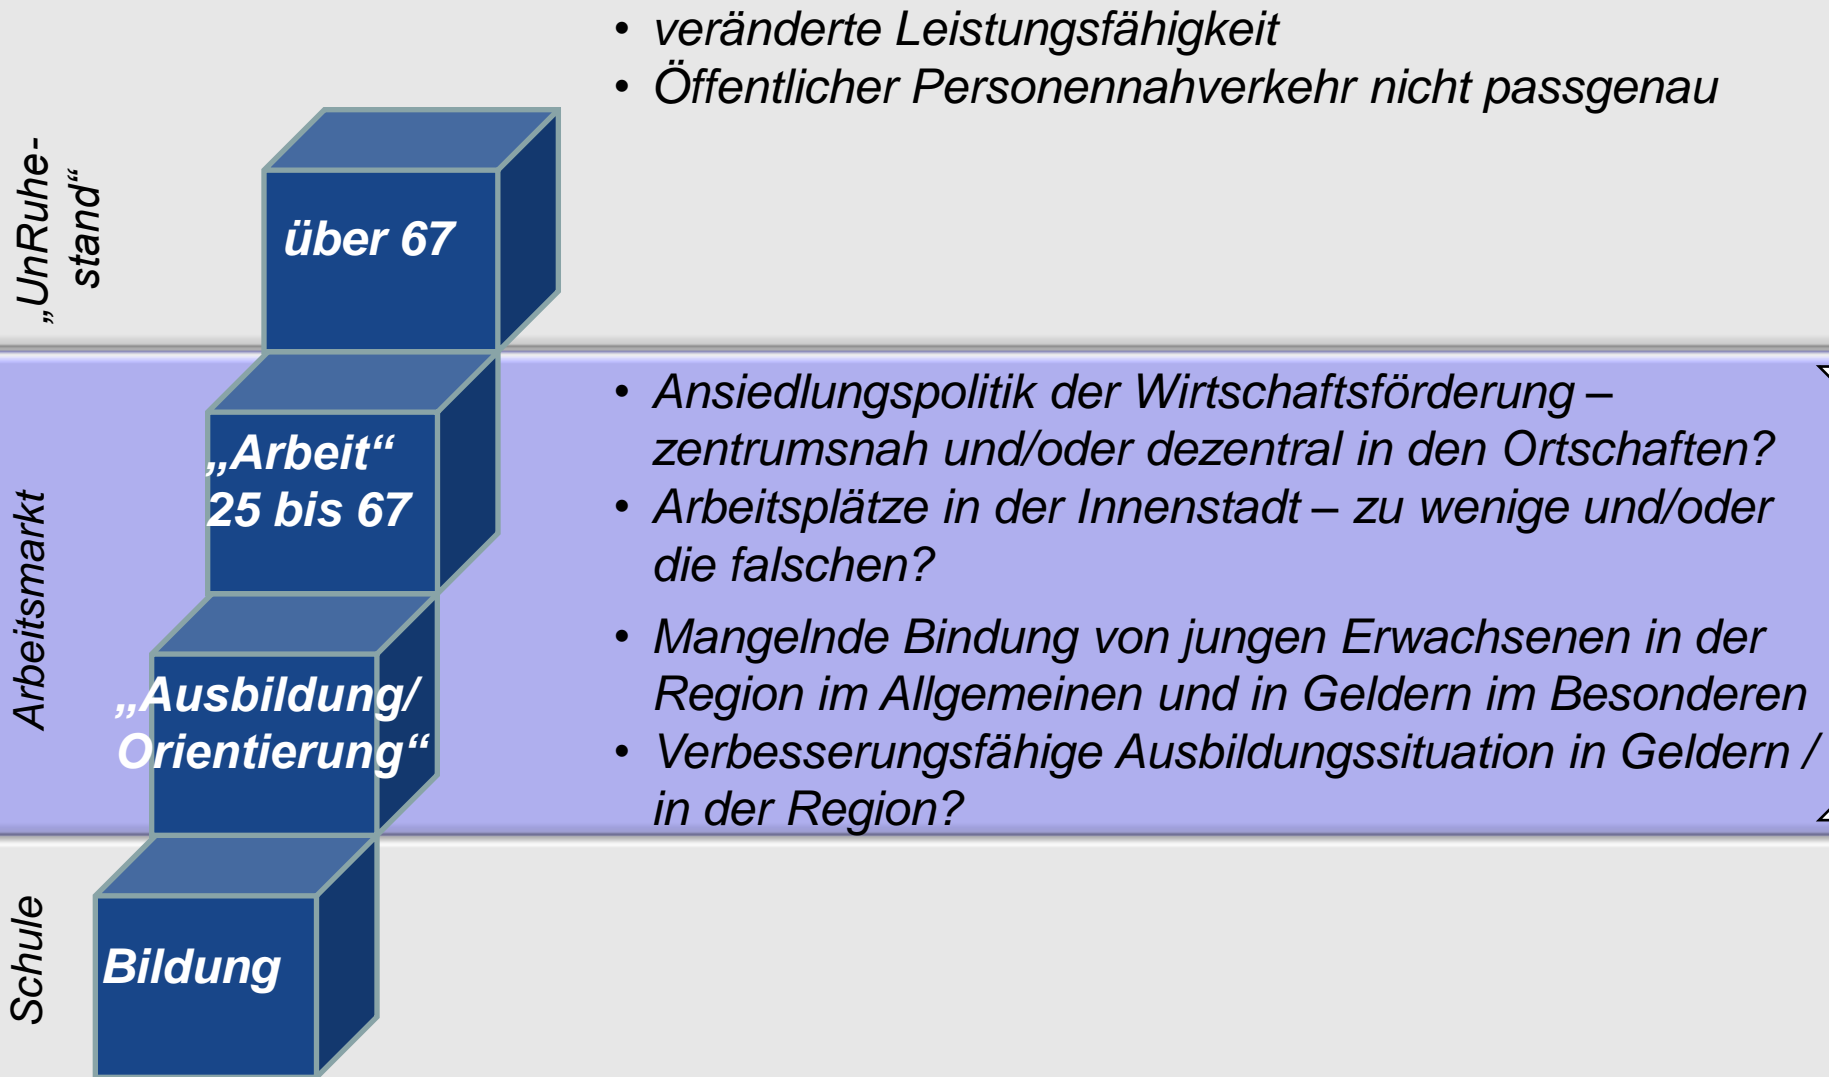 • veränderte Leistungsfähigkeit
• Öffentlicher Personennahverkehr nicht passgenau
„UnRuhe-
stand“
über 67
Arbeitsmarkt
„Arbeit“
25 bis 67
• Ansiedlungspolitik der Wirtschaftsförderung –
zentrumsnah und/oder dezentral in den Ortschaften?
• Arbeitsplätze in der Innenstadt – zu wenige und/oder
die falschen?
„Ausbildung/
Orientierung“
• Mangelnde Bindung von jungen Erwachsenen in der
Region im Allgemeinen und in Geldern im Besonderen
• Verbesserungsfähige Ausbildungssituation in Geldern /
in der Region?
Schule
Bildung